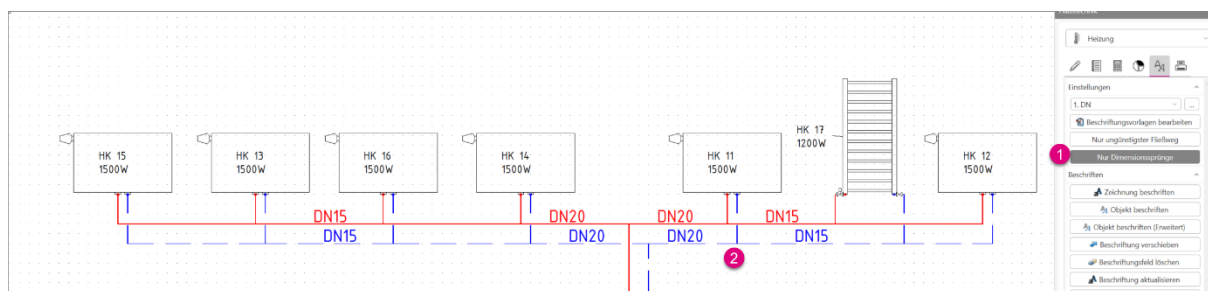 Heizung
Einstellungen
1. DN
...
Beschriftungsvorlagen bearbeiten
Nur ungünstigster Fließweg
1
Nur Dimensionssprünge
Beschriften
Zeichnung beschriften
Objekt beschriften
Objekt beschriften (Erweitert)
Beschriftung verschieben
Beschriftungsfeld löschen
Beschriftung aktualisieren
HK 15
1500W
HK 13
1500W
HK 16
1500W
HK 14
1500W
HK 11
1500W
HK 17
1200W
HK 12
1500W
DN15
DN20
DN20
DN15
DN15
DN20
DN20
DN15
2